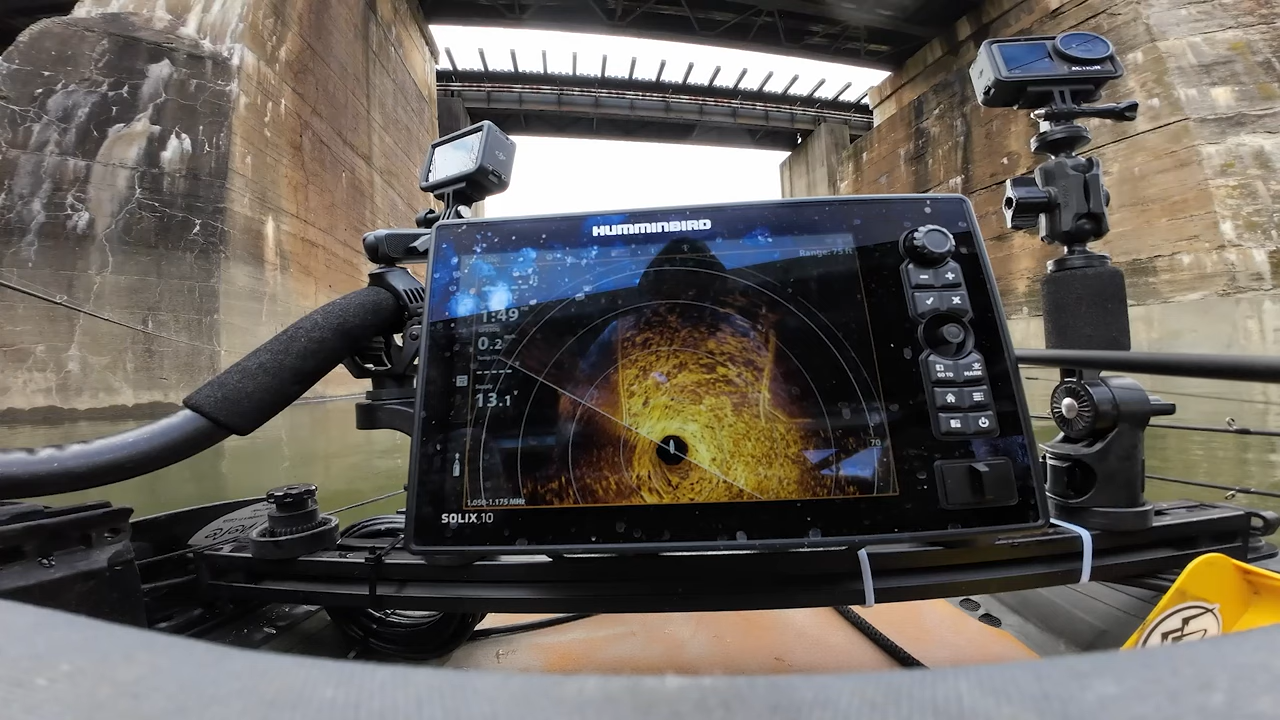 ACTION
HUMMINBIRD
Range: 75 ft
1:49
0.2
Supply
13.1
70
GO TO
MARK
1.050-1.175 MHz
SOLIX 10